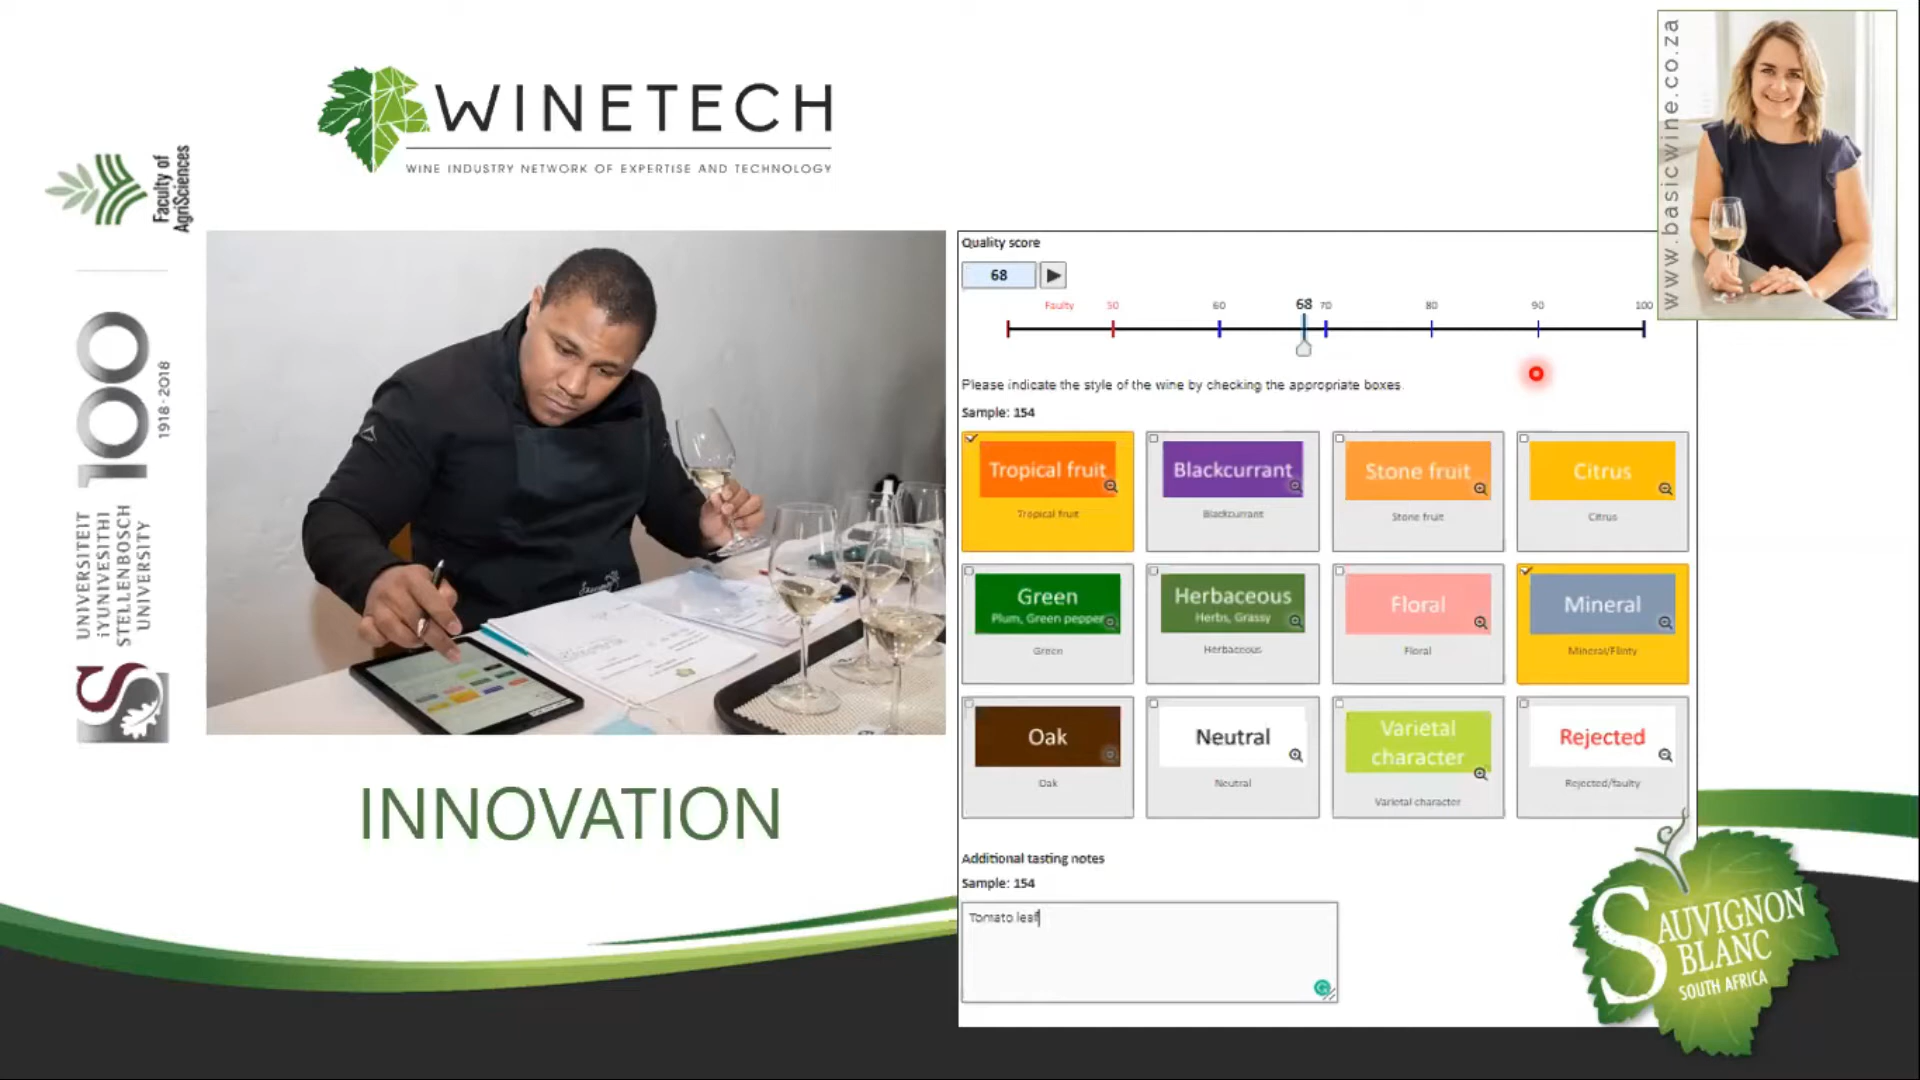 WINETECH
WINE INDUSTRY NETWORK OF EXPERTISE AND TECHNOLOGY
Faculty of
AgriSciences
100
1918·2018
UNIVERSITEIT
iYUNIVESITHI
STELLENBOSCH
UNIVERSITY
INNOVATION
www.basicwine.co.za
Quality score
68
Faulty 50 60 68 70 80 90 100
Please indicate the style of the wine by checking the appropriate boxes.
Sample: 154
Tropical fruit Blackcurrant Stone fruit Citrus
Tropical fruit Blackcurrant Stone fruit Citrus
Green Herbaceous Floral Mineral
Plum, Green pepper Herbs, Grassy
Green Herbaceous Floral Mineral/Flinty
Oak Neutral Varietal character Rejected
Oak Neutral Varietal character Rejected/faulty
Additional tasting notes
Sample: 154
Tomato leaf
SAUVIGNON
BLANC
SOUTH AFRICA